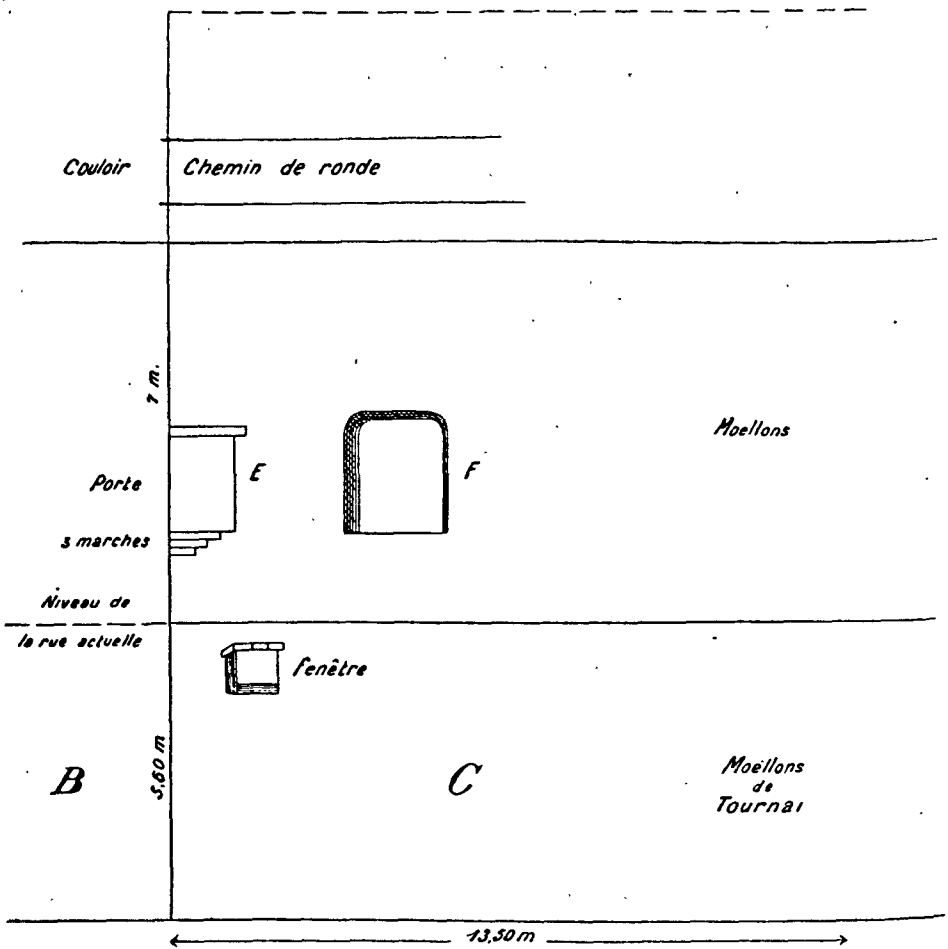 Couloir
Chemin de ronde
7 m.
Moellons
E
F
Porte
3 marches
Niveau de
la rue actuelle
Fenêtre
5,60 m
B
C
Moëllons
de
Tournai
13,50 m